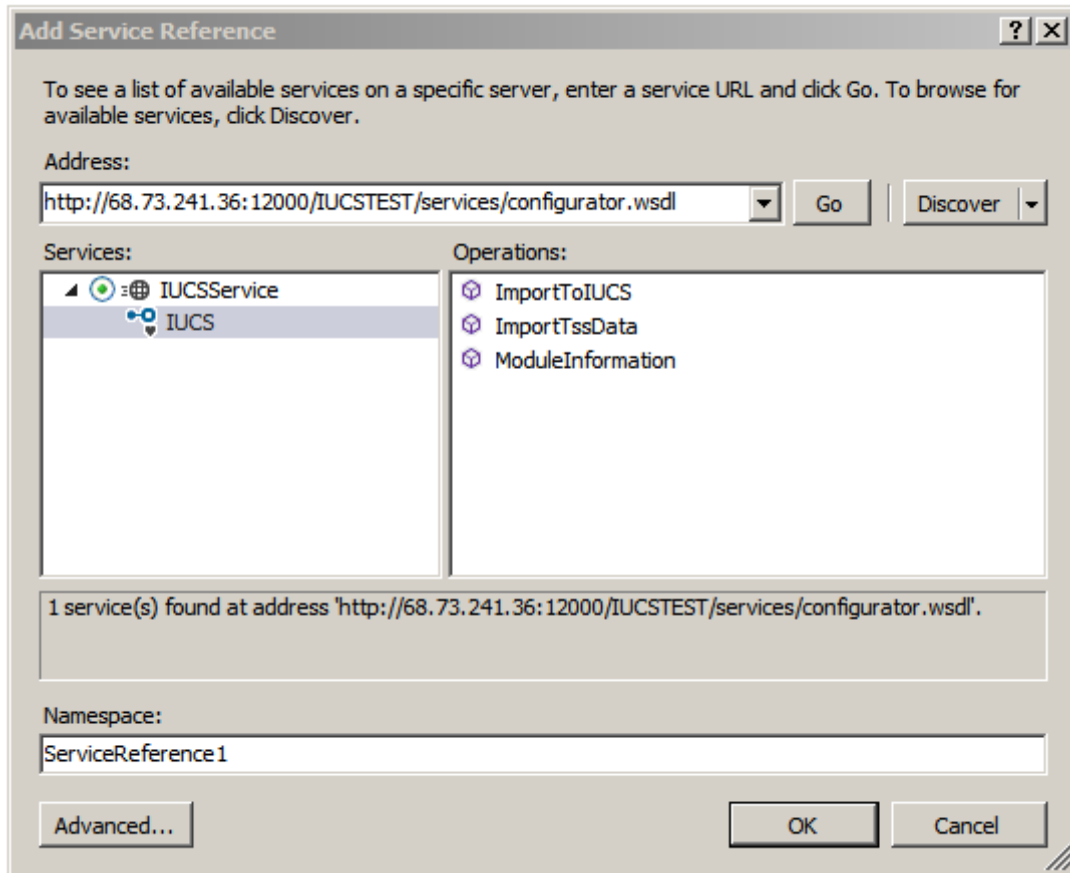 Add Service Reference
?
To see a list of available services on a specific server, enter a service URL and click Go. To browse for
available services, click Discover.
Address:
http://68.73.241.36:12000/IUCSTEST/services/configurator.wsdl
Go
Discover
Services:
Operations:
IUCSService
IUCS
ImportToIUCS
ImportTssData
ModuleInformation
1 service(s) found at address 'http://68.73.241.36:12000/IUCSTEST/services/configurator.wsdl'.
Namespace:
ServiceReference1
Advanced...
OK
Cancel